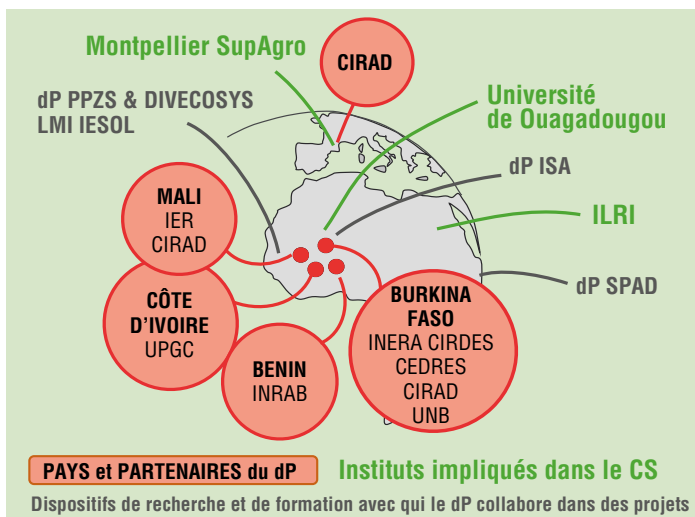 Montpellier SupAgro
CIRAD
dP PPZS & DIVECOSYS
LMI IESOL
Université
de Ouagadougou
dP ISA
MALI
IER
CIRAD
ILRI
dP SPAD
CÔTE
D'IVOIRE
UPGC
BURKINA
FASO
INERA CIRDES
CEDRES
CIRAD
UNB
BENIN
INRAB
PAYS et PARTENAIRES du dP
Instituts impliqués dans le CS
Dispositifs de recherche et de formation avec qui le dP collabore dans des projets